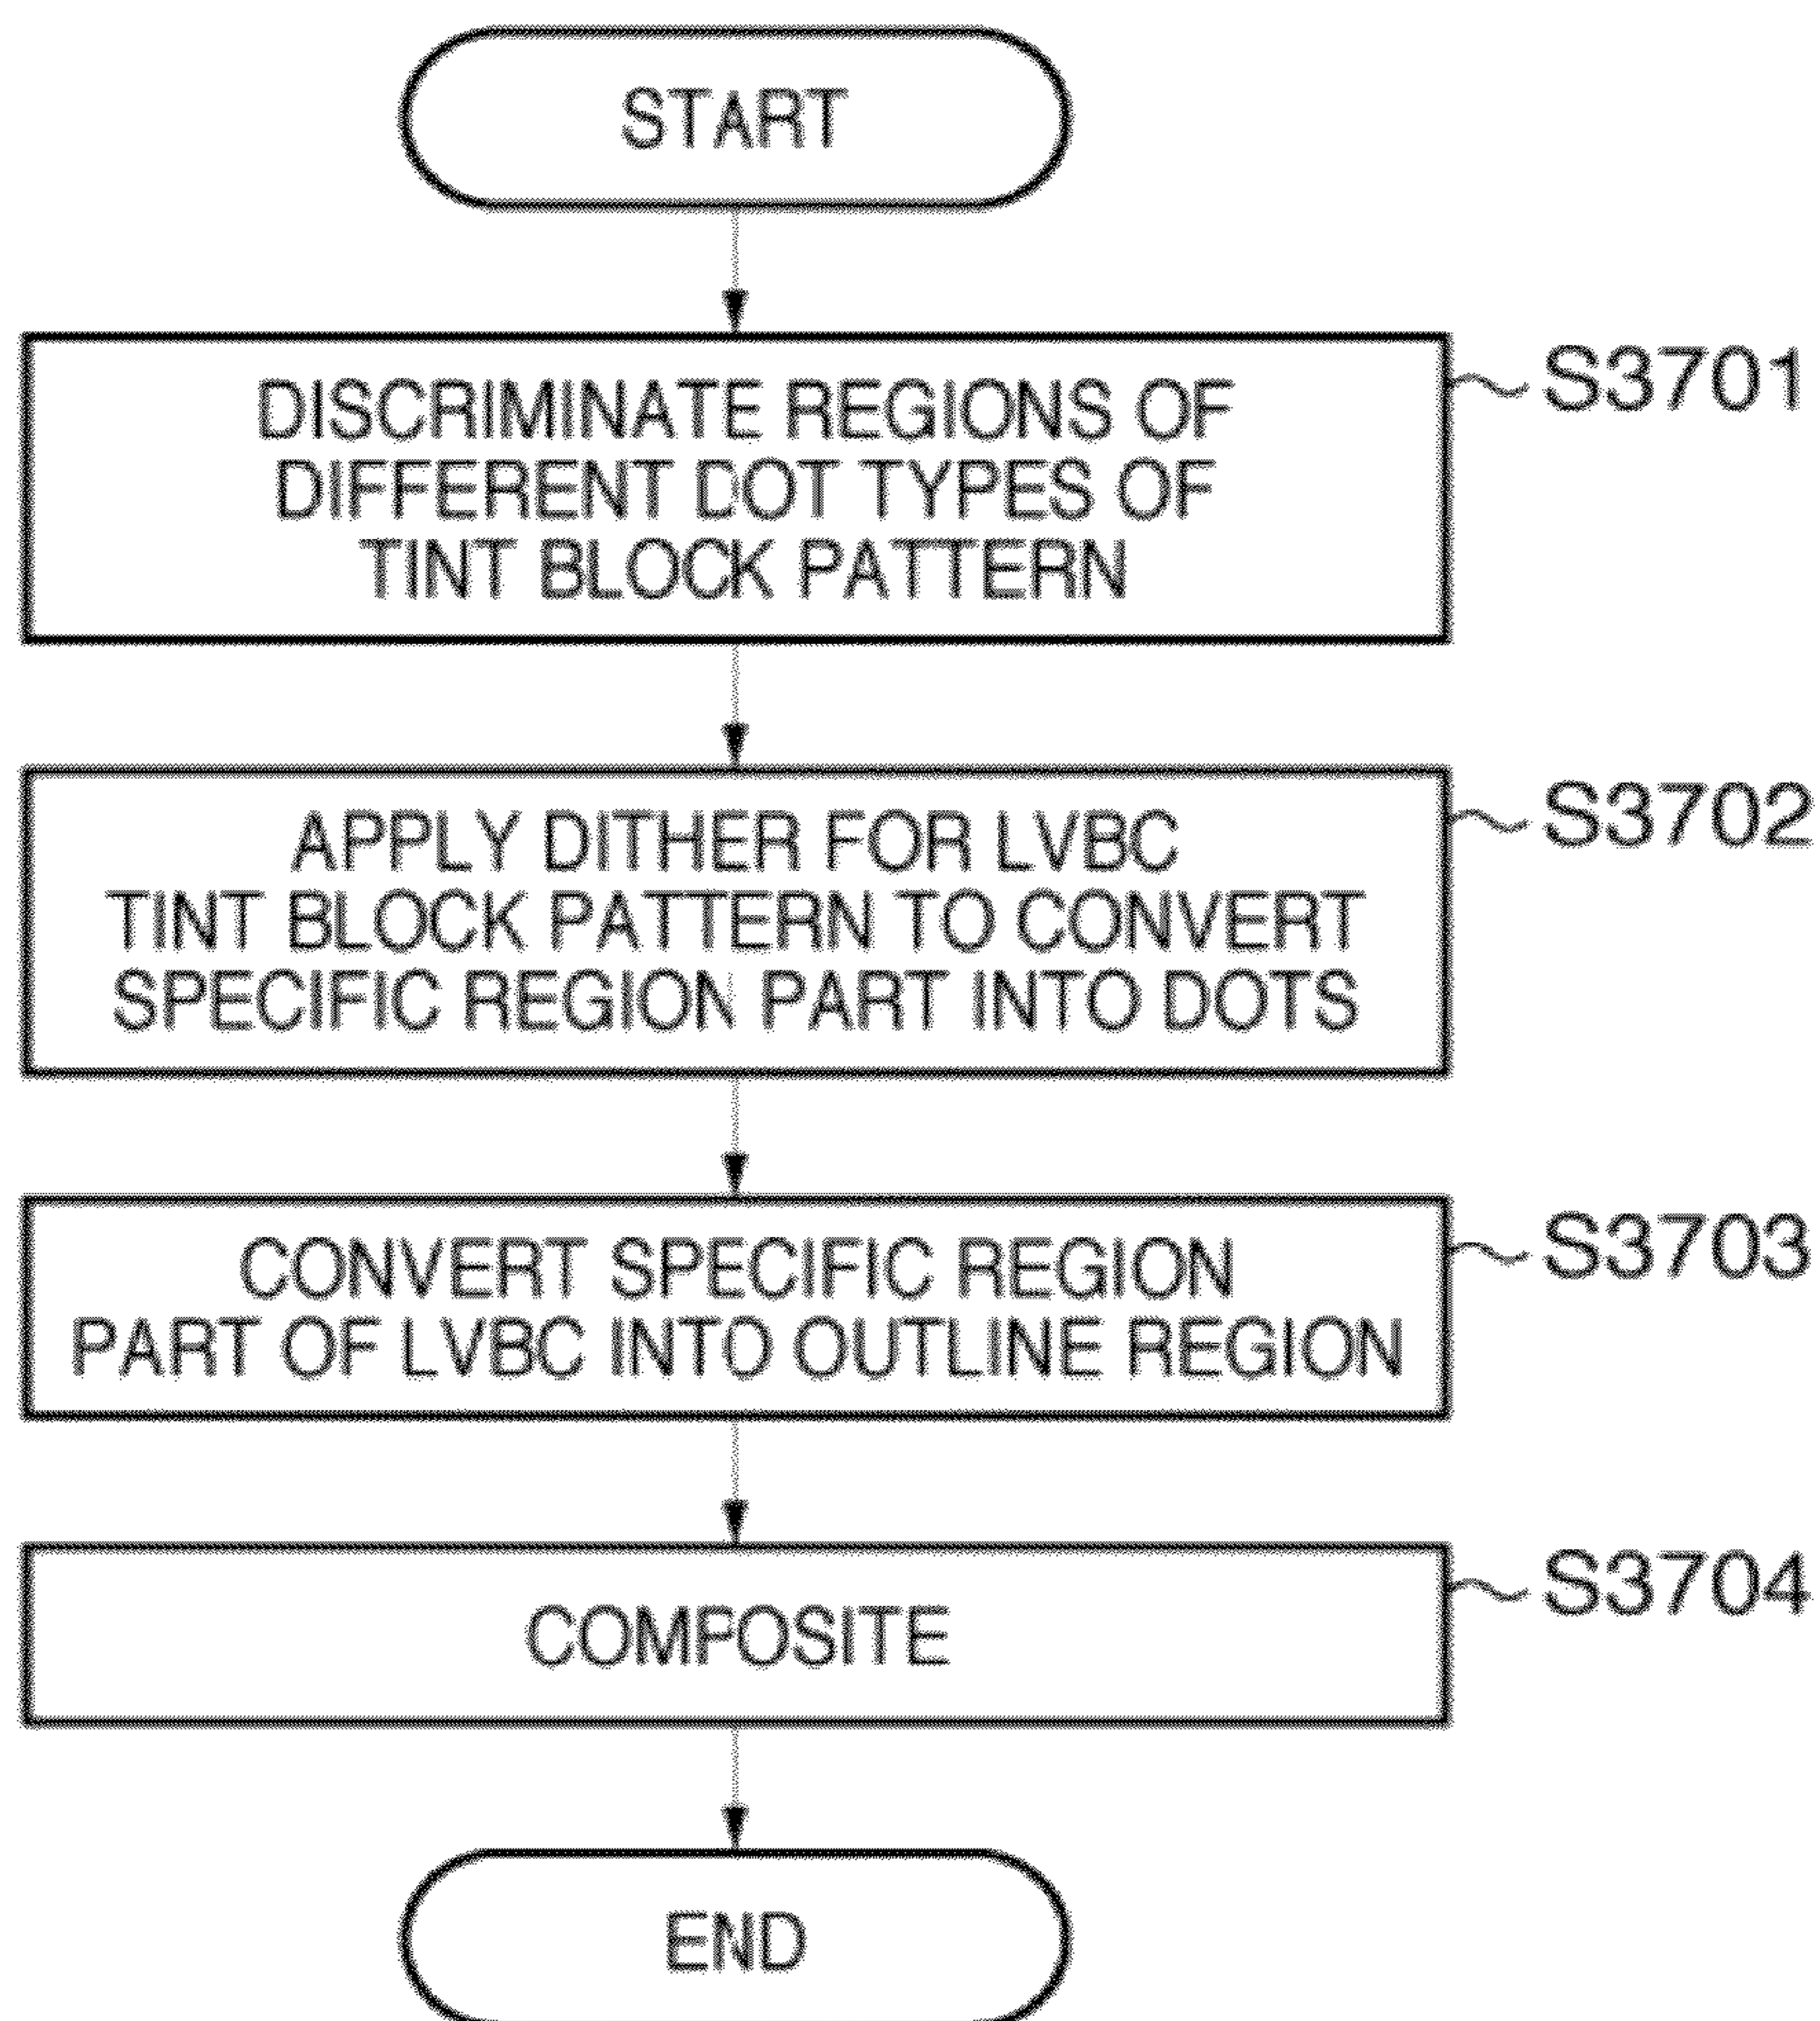 START
DISCRIMINATE REGIONS OF
DIFFERENT DOT TYPES OF
TINT BLOCK PATTERN
S3701
APPLY DITHER FOR LVBC
TINT BLOCK PATTERN TO CONVERT
SPECIFIC REGION PART INTO DOTS
S3702
CONVERT SPECIFIC REGION
PART OF LVBC INTO OUTLINE REGION
S3703
COMPOSITE
S3704
END